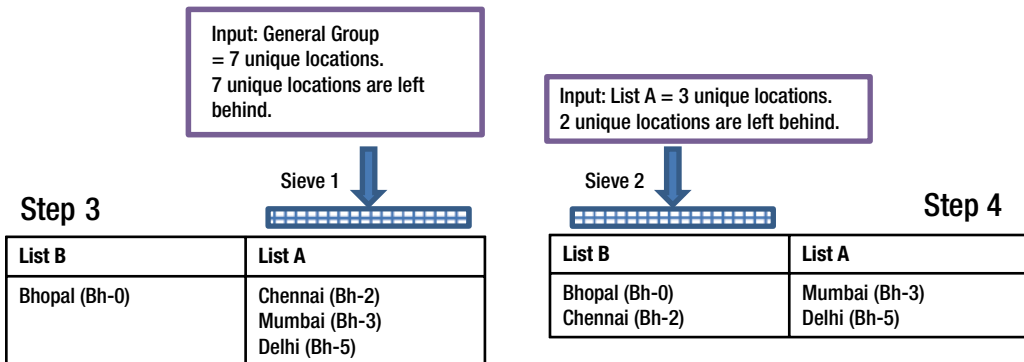 Input: General Group
= 7 unique locations.
7 unique locations are left
behind.
Sieve 1
Step 3
List B
List A
Bhopal (Bh-0)
Chennai (Bh-2)
Mumbai (Bh-3)
Delhi (Bh-5)
Input: List A = 3 unique locations.
2 unique locations are left behind.
Sieve 2
Step 4
List B
List A
Bhopal (Bh-0)
Chennai (Bh-2)
Mumbai (Bh-3)
Delhi (Bh-5)